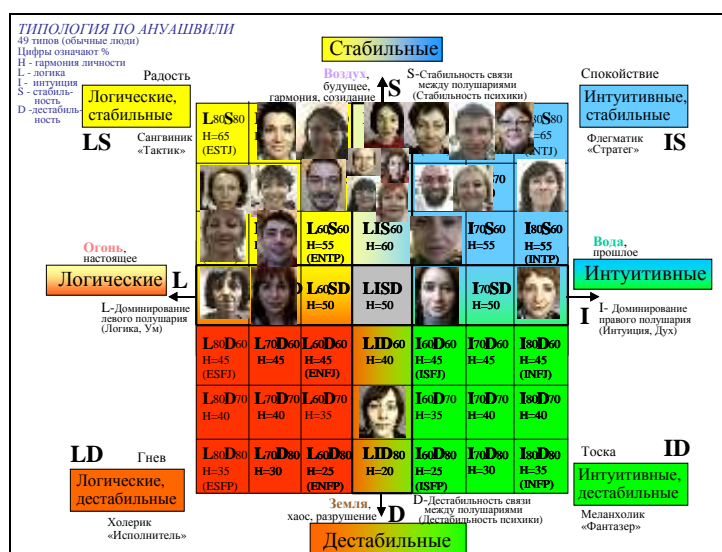 ТИПОЛОГИЯ ПО АНУАШВИЛИ
49 типов (обычные люди)
Цифры означают %
H - гармония личности
L - логика
I - интуиция
S - стабиль-
ность
D -дестабиль-
ность
Стабильные
Воздух,
будущее,
гармония, созидание
S
S-Стабильность связи
между полушариями
(Стабильность психики)
Радость
Логические,
стабильные
LS
Сангвиник
«Тактик»
Спокойствие
Интуитивные,
стабильные
IS
Флегматик
«Стратег»
L80S80
H=65
(ESTJ)
S80
=65
(INTJ)
70
L60S60
H=55
(ENTP)
LIS60
H=60
I70S60
H=55
I80S60
H=55
(INTP)
Огонь,
настоящее
Логические
L
L-Доминирование
левого полушария
(Логика, Ум)
Вода,
прошлое
Интуитивные
I
I- Доминирование
правого полушария
(Интуиция, Дух)
L60SD
H=50
LISD
H=50
I70SD
H=50
L80D60
H=45
(ESFJ)
L70D60
H=45
L60D60
H=45
(ENFJ)
LID60
H=40
I60D60
H=45
(ISFJ)
I70D60
H=45
I80D60
H=45
(INFJ)
L80D70
H=40
L70D70
H=40
L60D70
H=35
I60D70
H=35
I70D70
H=40
I80D70
H=40
L80D80
H=35
(ESFP)
L70D80
H=30
L60D80
H=25
(ENFP)
LID80
H=20
I60D80
H=25
(ISFP)
I70D80
H=30
I80D80
H=35
(INFP)
LD
Гнев
Логические,
дестабильные
Холерик
«Исполнитель»
Тоска
ID
Интуитивные,
дестабильные
Меланхолик
«Фантазер»
Земля,
хаос, разрушение
D
D-Дестабильность связи
между полушариями
(Дестабильность психики)
Дестабильные